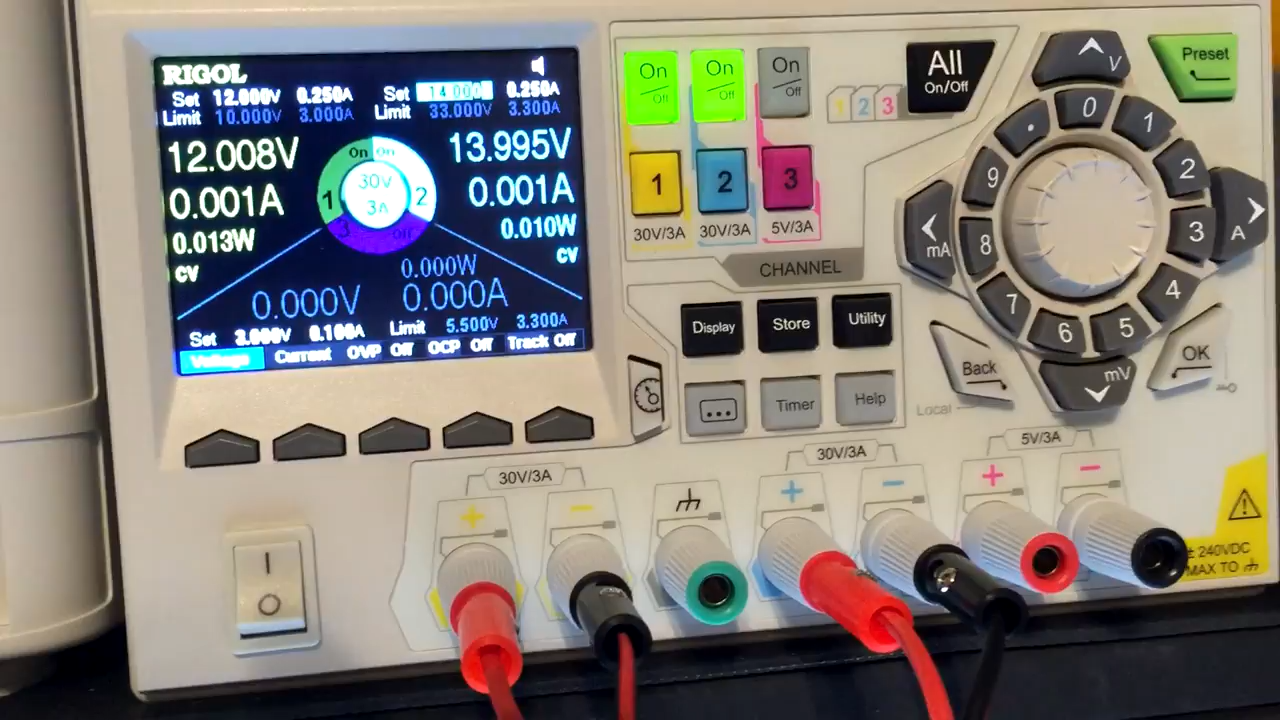 RIGOL
Set 12.000V 0.250A Set 14.000 0.250A
Limit 10.000V 3.000A Limit 33.000V 3.300A
12.008V On On 13.995V
0.001A 1 30V 3A 2 0.001A
0.013W 3 Off 0.010W
CV CV
0.000W
0.000V 0.000A
Set 3.000V 0.100A Limit 5.500V 3.300A
Voltage Current OVP Off OCP Off Track Off
On/Off On/Off On/Off
1 2 3
All
On/Off
1 2 3
30V/3A 30V/3A 5V/3A
CHANNEL
Display Store Utility
... Timer Help
V
Preset
. 0 1
9 2
mA 8 3 A
7 6 5 4
Back mV OK
Local
30V/3A 30V/3A 5V/3A
+ − + − + −
I
O
± 240VDC
MAX TO